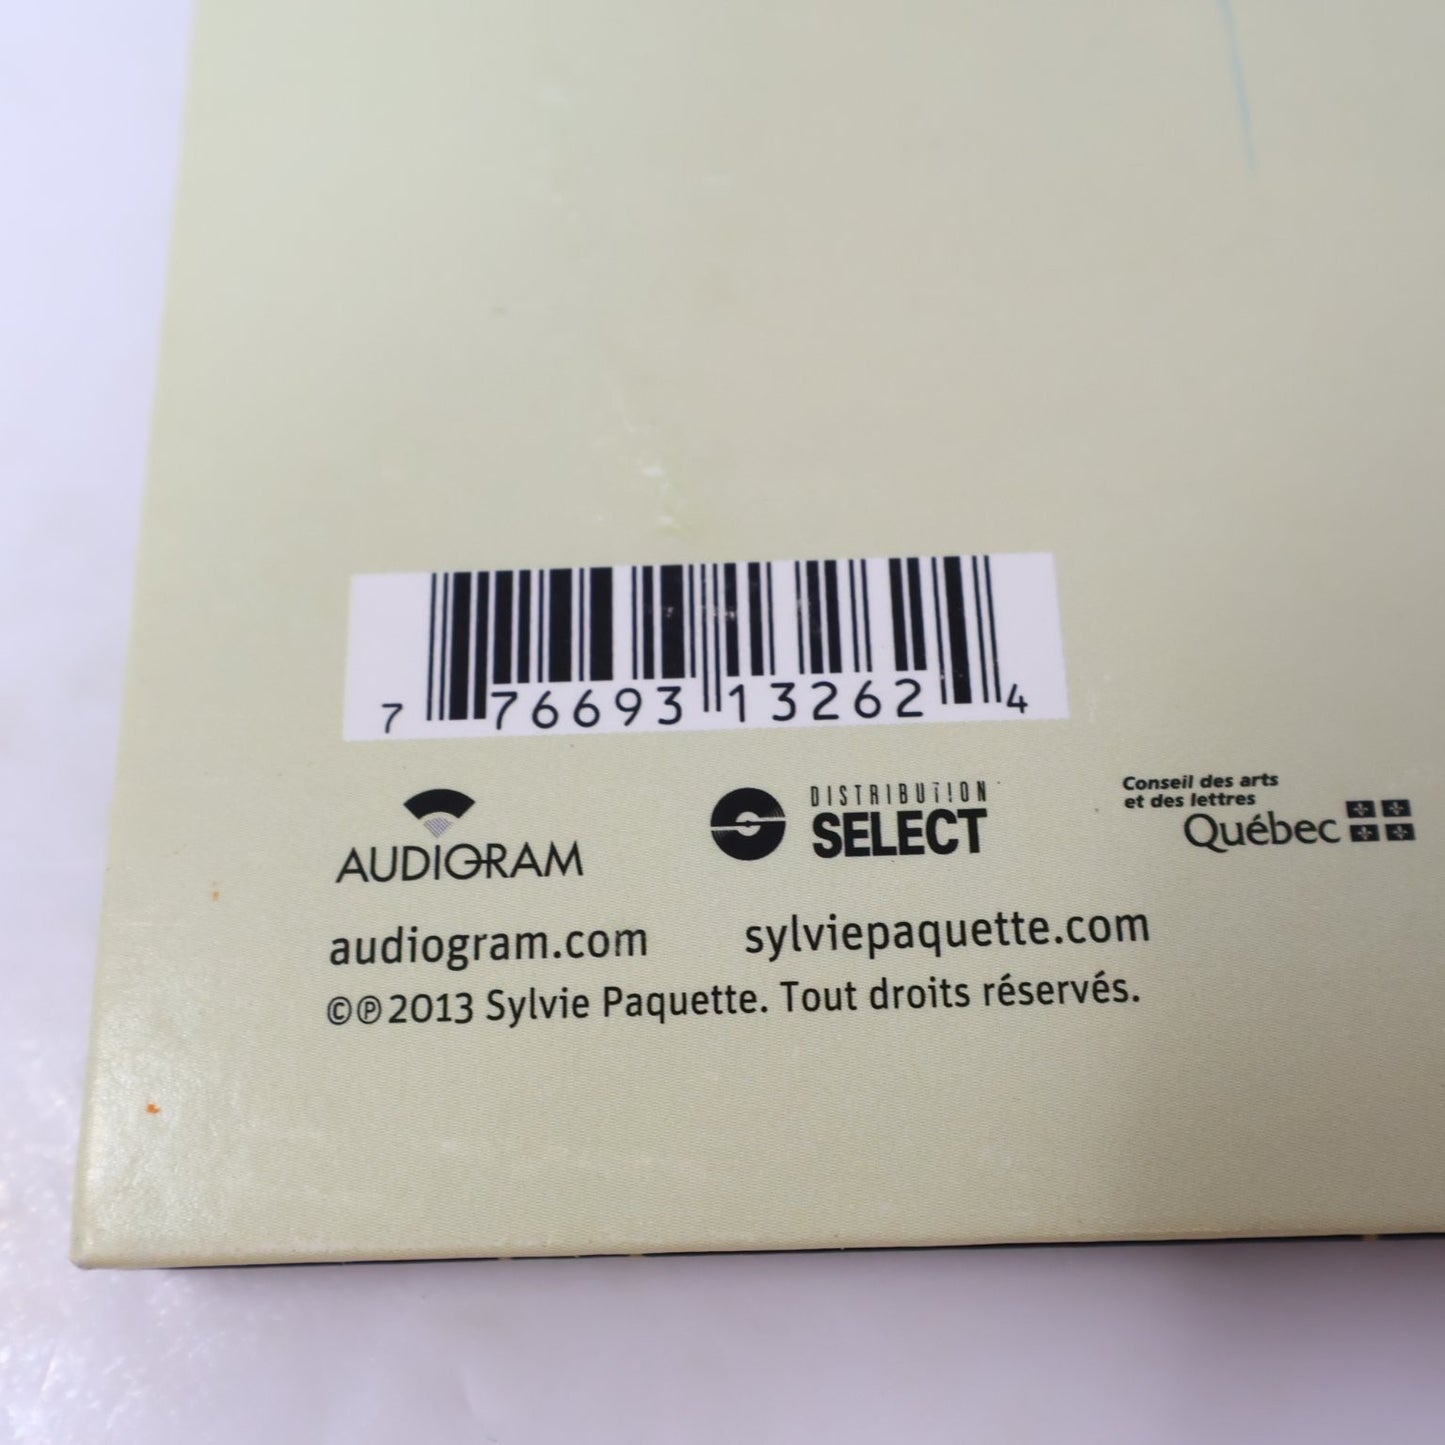 7 76693 13262 4
AUDIOGRAM
DISTRIBUTION
SELECT
Conseil des arts
et des lettres
Québec
audiogram.com sylviepaquette.com
©℗2013 Sylvie Paquette. Tout droits réservés.